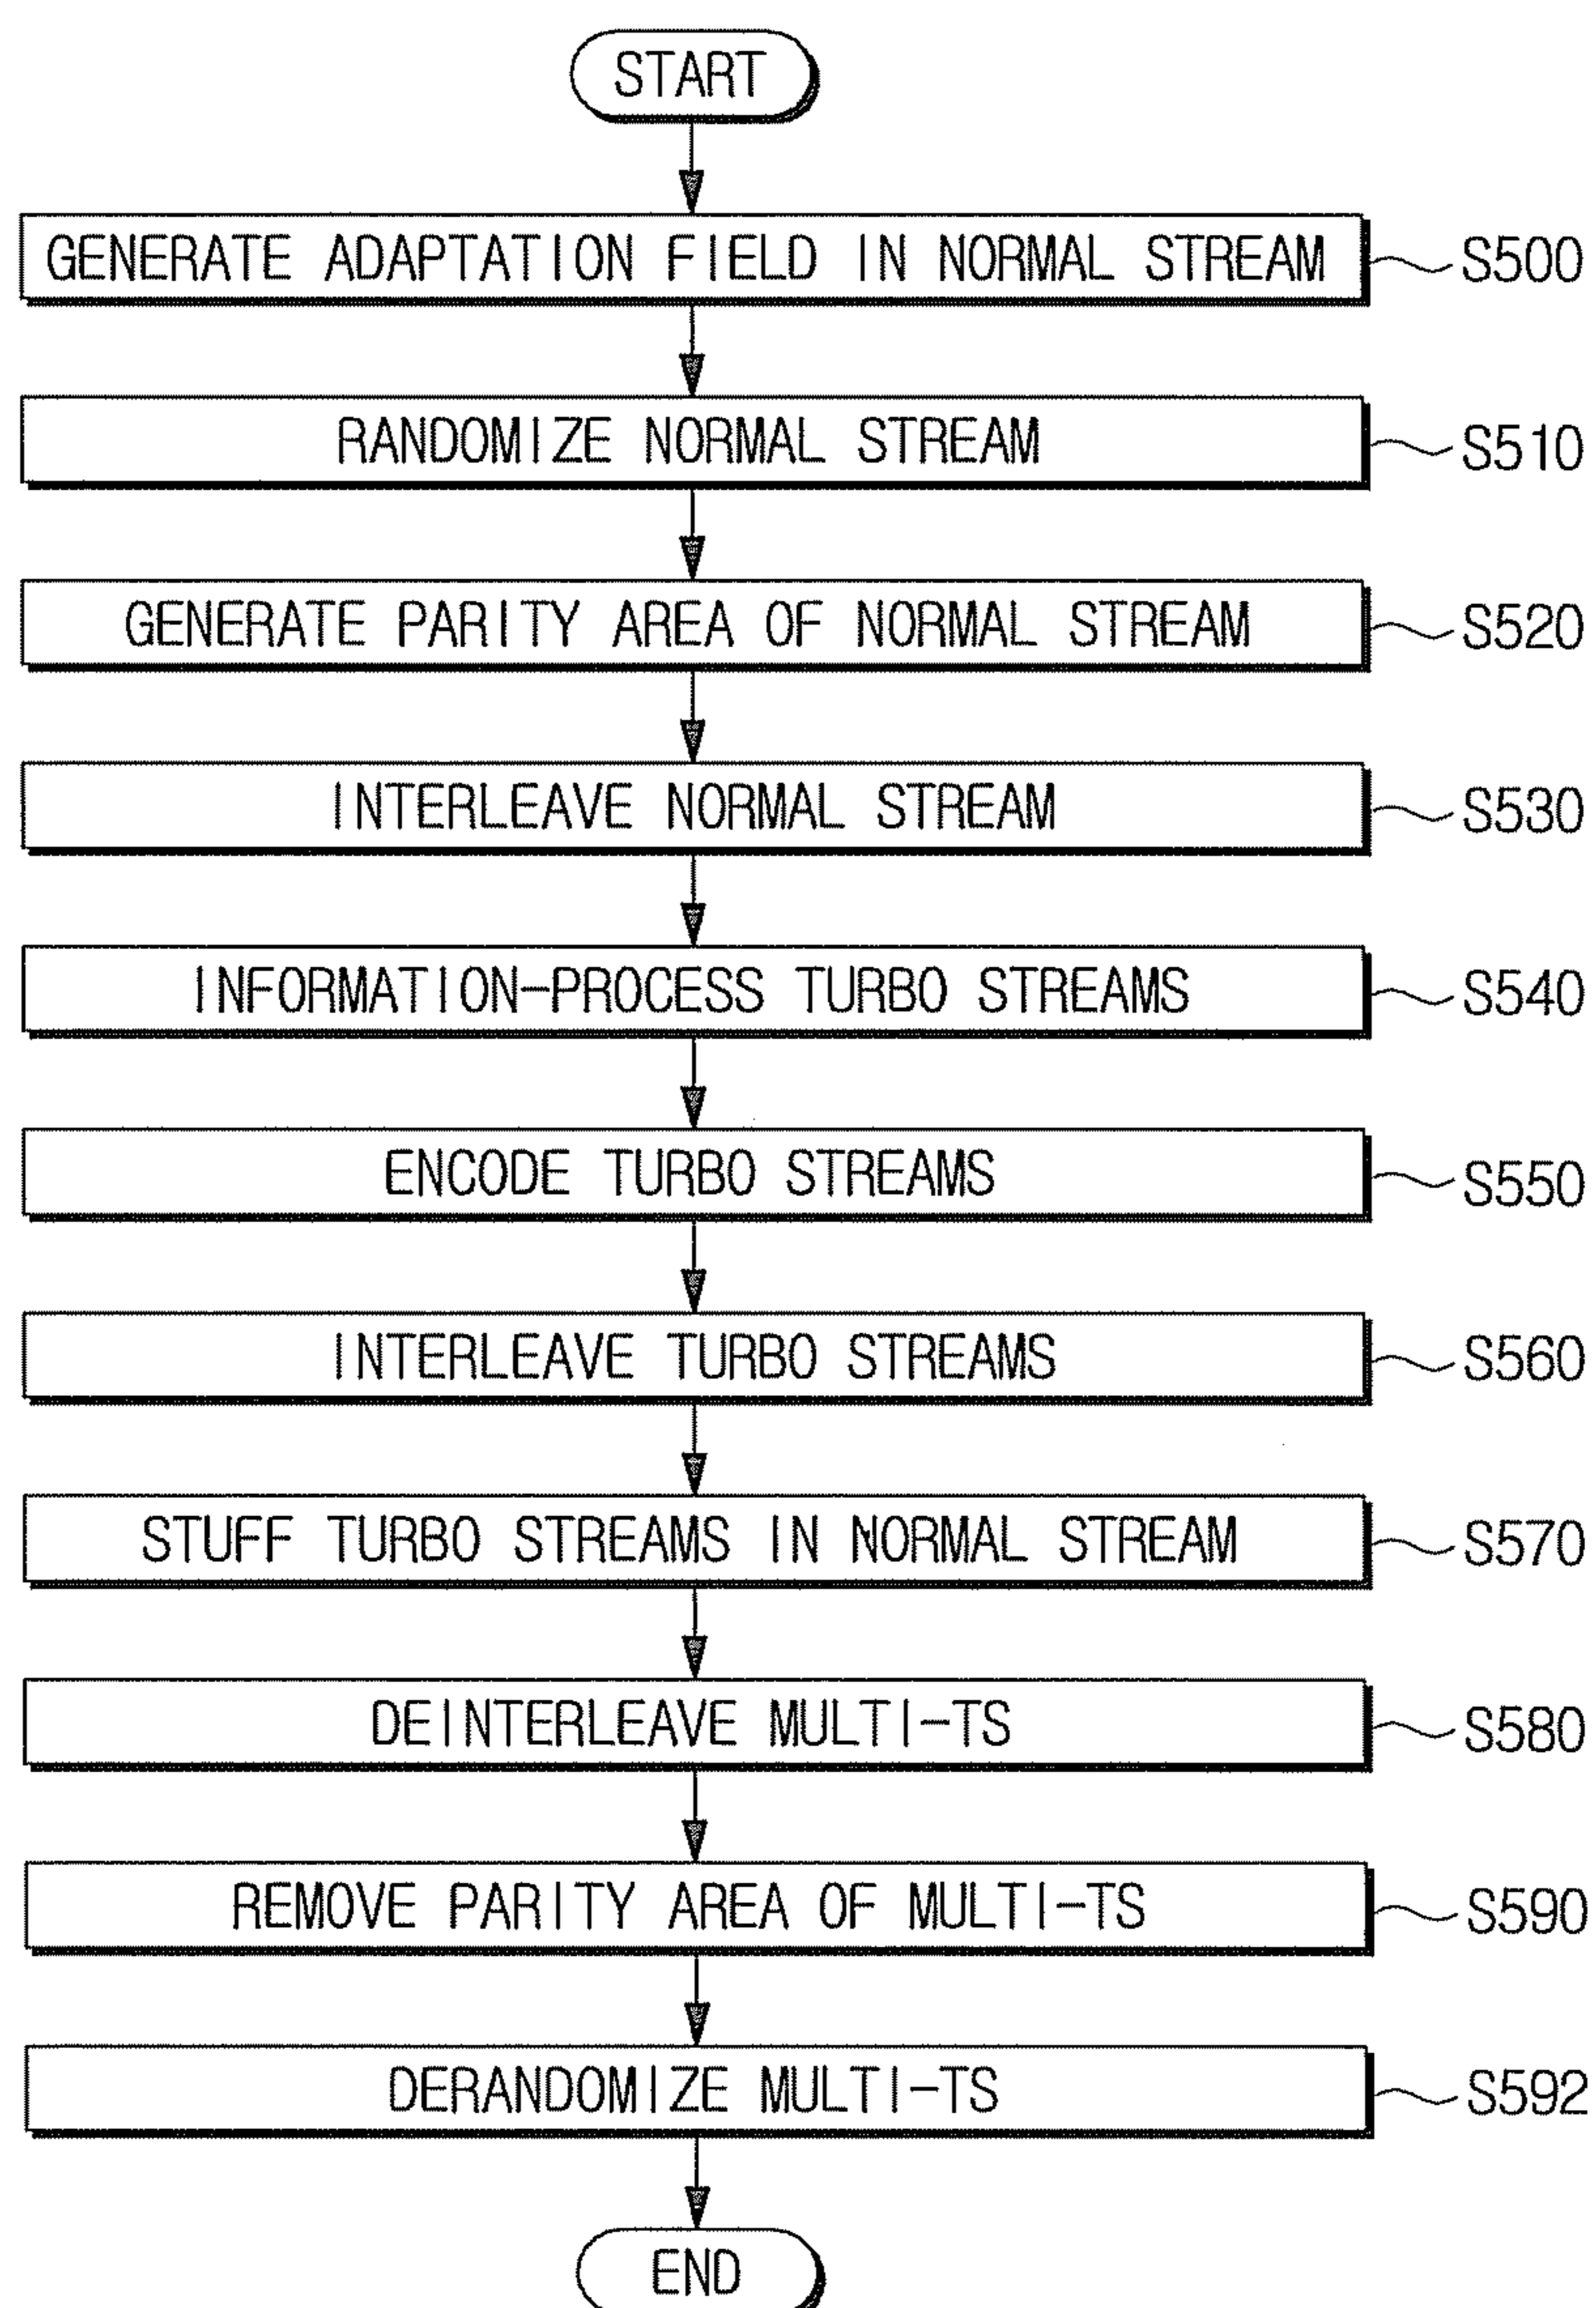 START
GENERATE ADAPTATION FIELD IN NORMAL STREAM S500
RANDOMIZE NORMAL STREAM S510
GENERATE PARITY AREA OF NORMAL STREAM S520
INTERLEAVE NORMAL STREAM S530
INFORMATION-PROCESS TURBO STREAMS S540
ENCODE TURBO STREAMS S550
INTERLEAVE TURBO STREAMS S560
STUFF TURBO STREAMS IN NORMAL STREAM S570
DEINTERLEAVE MULTI-TS S580
REMOVE PARITY AREA OF MULTI-TS S590
DERANDOMIZE MULTI-TS S592
END